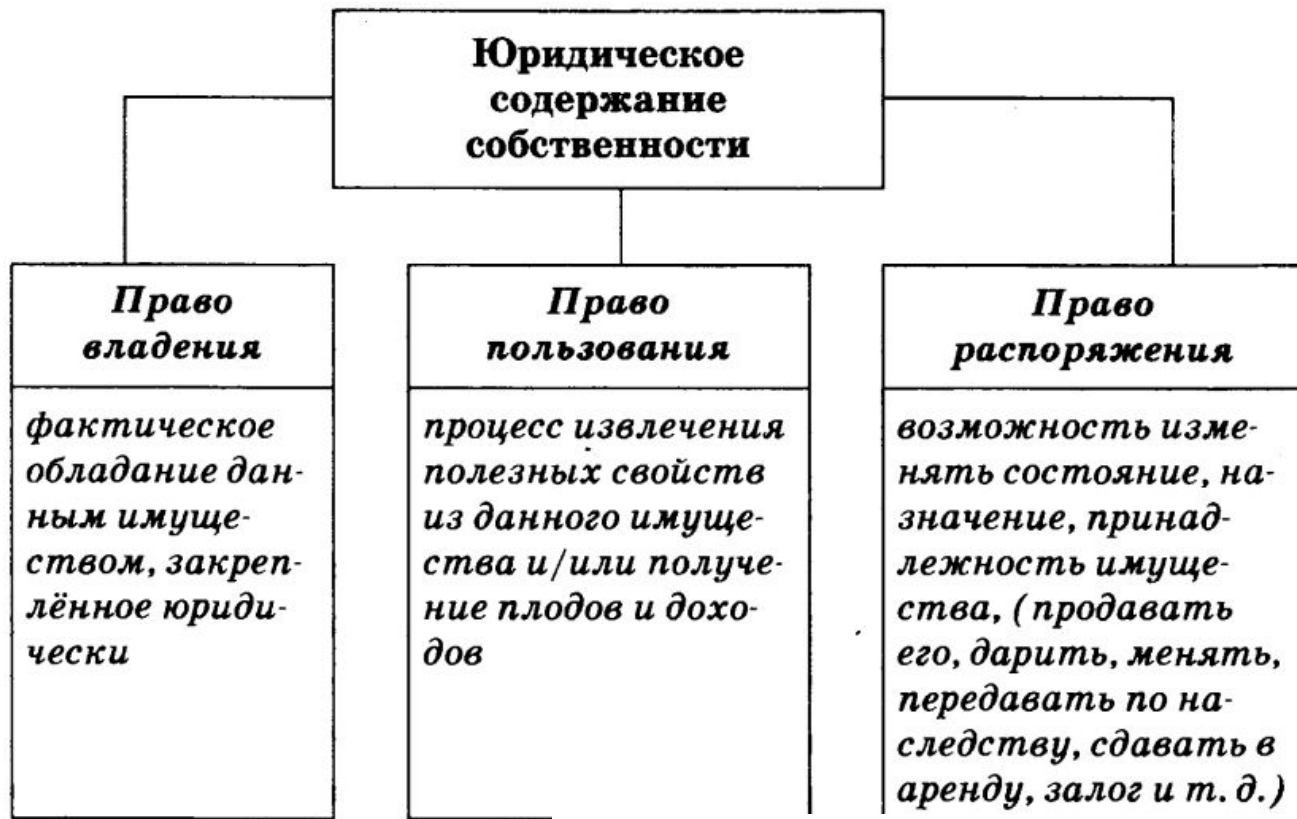 Юридическое
содержание
собственности
Право
владения
фактическое
обладание дан-
ным имуще-
ством, закреп-
лённое юриди-
чески
Право
пользования
процесс извлечения
полезных свойств
из данного имуще-
ства и/или получе-
ние плодов и дохо-
дов
Право
распоряжения
возможность изме-
нять состояние, на-
значение, принад-
лежность имуще-
ства, (продавать
его, дарить, менять,
передавать по на-
следству, сдавать в
аренду, залог и т. д.)